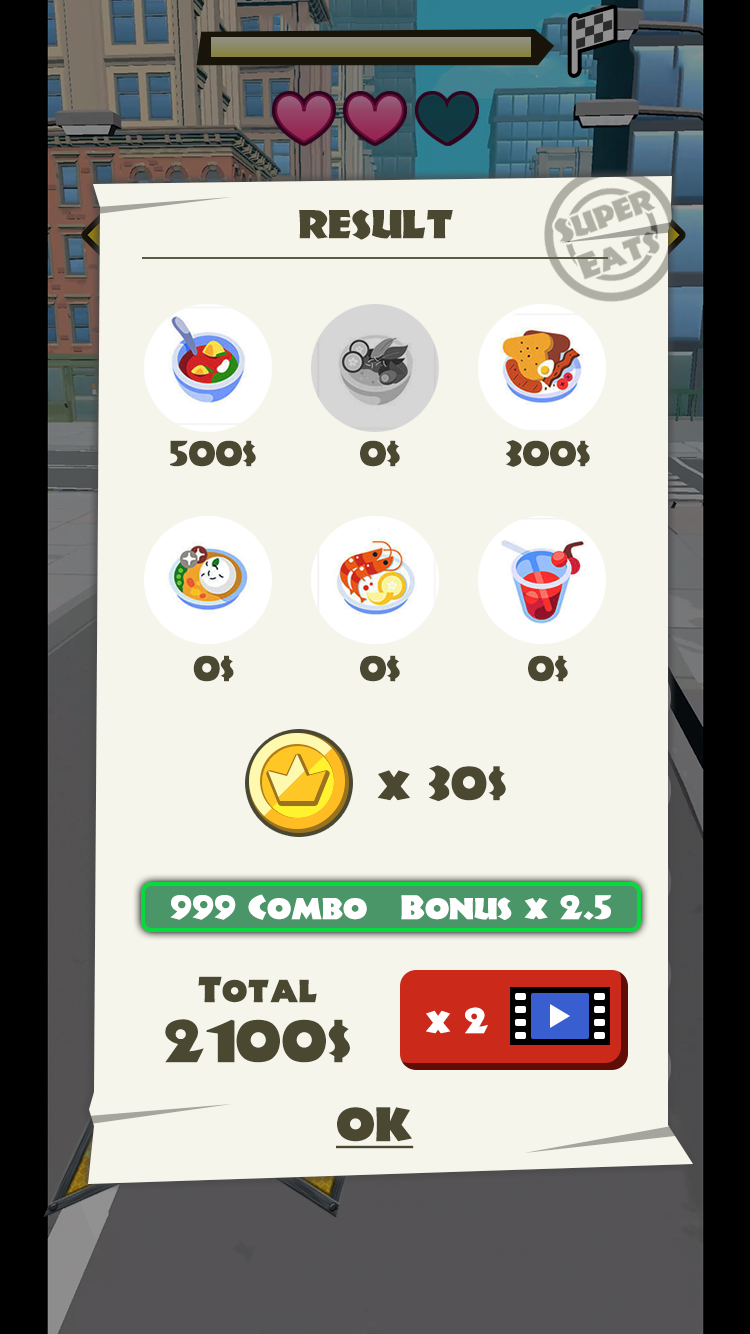 RESULT
SUPER
EATS
500$ 0$ 300$
0$ 0$ 0$
x 30$
999 COMBO BONUS x 2.5
TOTAL
2100$
x 2
OK